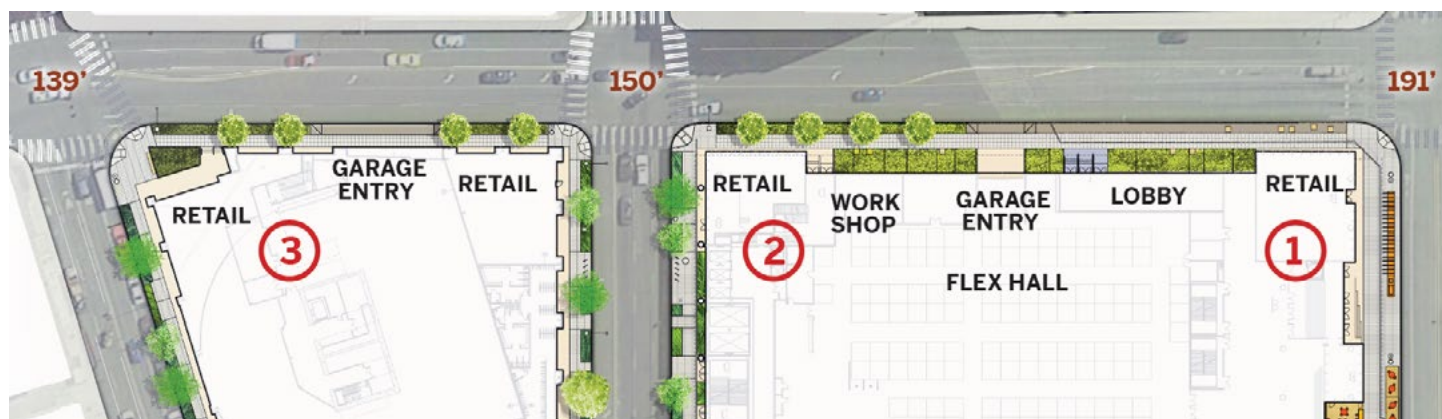 139’
150’
191’
GARAGE
ENTRY
RETAIL
RETAIL
3
RETAIL
WORK
SHOP
GARAGE
ENTRY
LOBBY
RETAIL
2
FLEX HALL
1